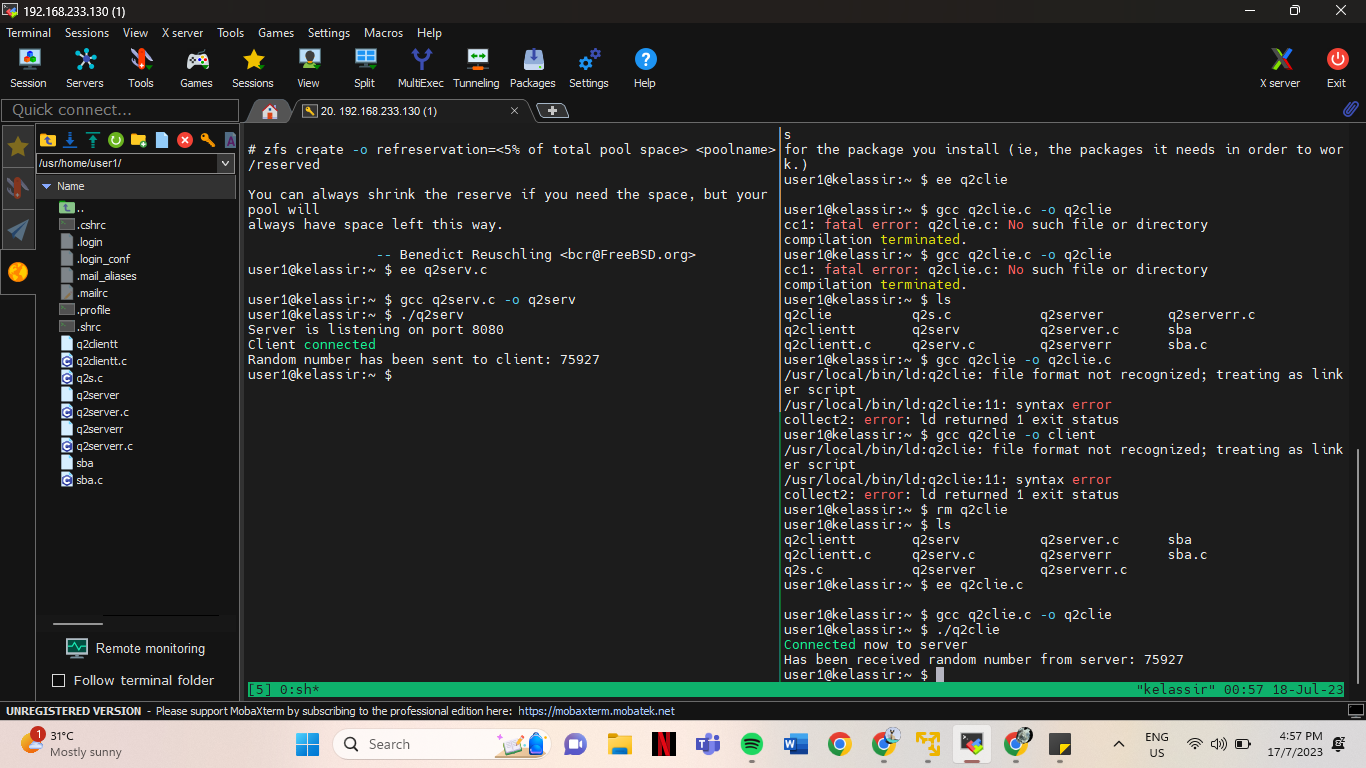 192.168.233.130 (1)
Terminal Sessions View X server Tools Games Settings Macros Help
Session Servers Tools Games Sessions View Split MultiExec Tunneling Packages Settings Help X server Exit
Quick connect...
20. 192.168.233.130 (1)
/usr/home/user1/
Name
..
.cshrc
.login
.login_conf
.mail_aliases
.mailrc
.profile
.shrc
q2clientt
q2clientt.c
q2s.c
q2server
q2server.c
q2serverr
q2serverr.c
sba
sba.c
Remote monitoring
Follow terminal folder
# zfs create -o refreservation=<5% of total pool space> <poolname>
/reserved
You can always shrink the reserve if you need the space, but your
pool will
always have space left this way.
-- Benedict Reuschling <bcr@FreeBSD.org>
user1@kelassir:~ $ ee q2serv.c
user1@kelassir:~ $ gcc q2serv.c -o q2serv
user1@kelassir:~ $ ./q2serv
Server is listening on port 8080
Client connected
Random number has been sent to client: 75927
user1@kelassir:~ $
s
for the package you install (ie, the packages it needs in order to wor
k.)
user1@kelassir:~ $ ee q2clie
user1@kelassir:~ $ gcc q2clie.c -o q2clie
cc1: fatal error: q2clie.c: No such file or directory
compilation terminated.
user1@kelassir:~ $ gcc q2clie.c -o q2clie
cc1: fatal error: q2clie.c: No such file or directory
compilation terminated.
user1@kelassir:~ $ ls
q2clie q2s.c q2server q2serverr.c
q2clientt q2serv q2server.c sba
q2clientt.c q2serv.c q2serverr sba.c
user1@kelassir:~ $ gcc q2clie -o q2clie.c
/usr/local/bin/ld:q2clie: file format not recognized; treating as link
er script
/usr/local/bin/ld:q2clie:11: syntax error
collect2: error: ld returned 1 exit status
user1@kelassir:~ $ gcc q2clie -o client
/usr/local/bin/ld:q2clie: file format not recognized; treating as link
er script
/usr/local/bin/ld:q2clie:11: syntax error
collect2: error: ld returned 1 exit status
user1@kelassir:~ $ rm q2clie
user1@kelassir:~ $ ls
q2clientt q2serv q2server.c sba
q2clientt.c q2serv.c q2serverr sba.c
q2s.c q2server q2serverr.c
user1@kelassir:~ $ ee q2clie.c
user1@kelassir:~ $ gcc q2clie.c -o q2clie
user1@kelassir:~ $ ./q2clie
Connected now to server
Has been received random number from server: 75927
user1@kelassir:~ $
[5] 0:sh* "kelassir" 00:57 18-Jul-23
UNREGISTERED VERSION - Please support MobaXterm by subscribing to the professional edition here: https://mobaxterm.mobatek.net
1
31°C
Mostly sunny
Search
ENG
US
4:57 PM
17/7/2023